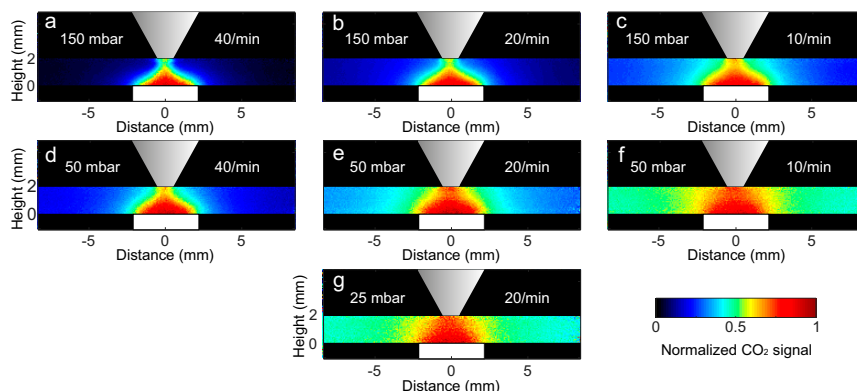 a
150 mbar 40/min
Height (mm)
2
0
-5 0 5
Distance (mm)
b
150 mbar 20/min
-5 0 5
Distance (mm)
c
150 mbar 10/min
-5 0 5
Distance (mm)
d
50 mbar 40/min
Height (mm)
2
0
-5 0 5
Distance (mm)
e
50 mbar 20/min
-5 0 5
Distance (mm)
f
50 mbar 10/min
-5 0 5
Distance (mm)
g
25 mbar 20/min
Height (mm)
2
0
-5 0 5
Distance (mm)
0 0.5 1
Normalized CO₂ signal